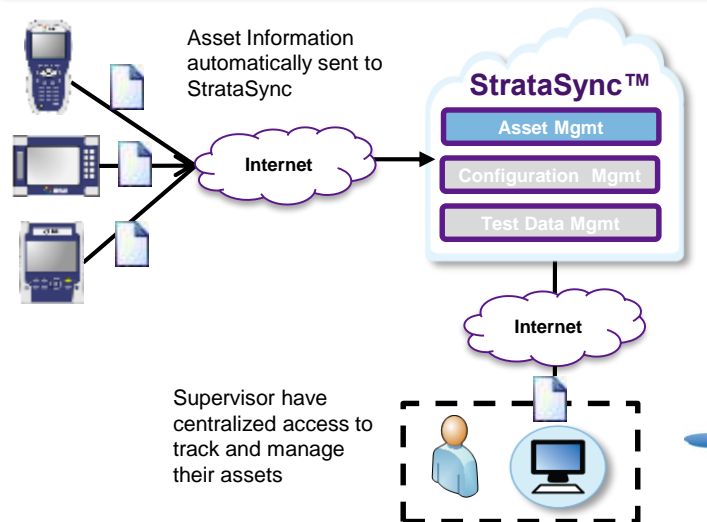 Asset Information
automatically sent to
StrataSync
StrataSync™
Asset Mgmt
Configuration Mgmt
Test Data Mgmt
Internet
Internet
Supervisor have
centralized access to
track and manage
their assets